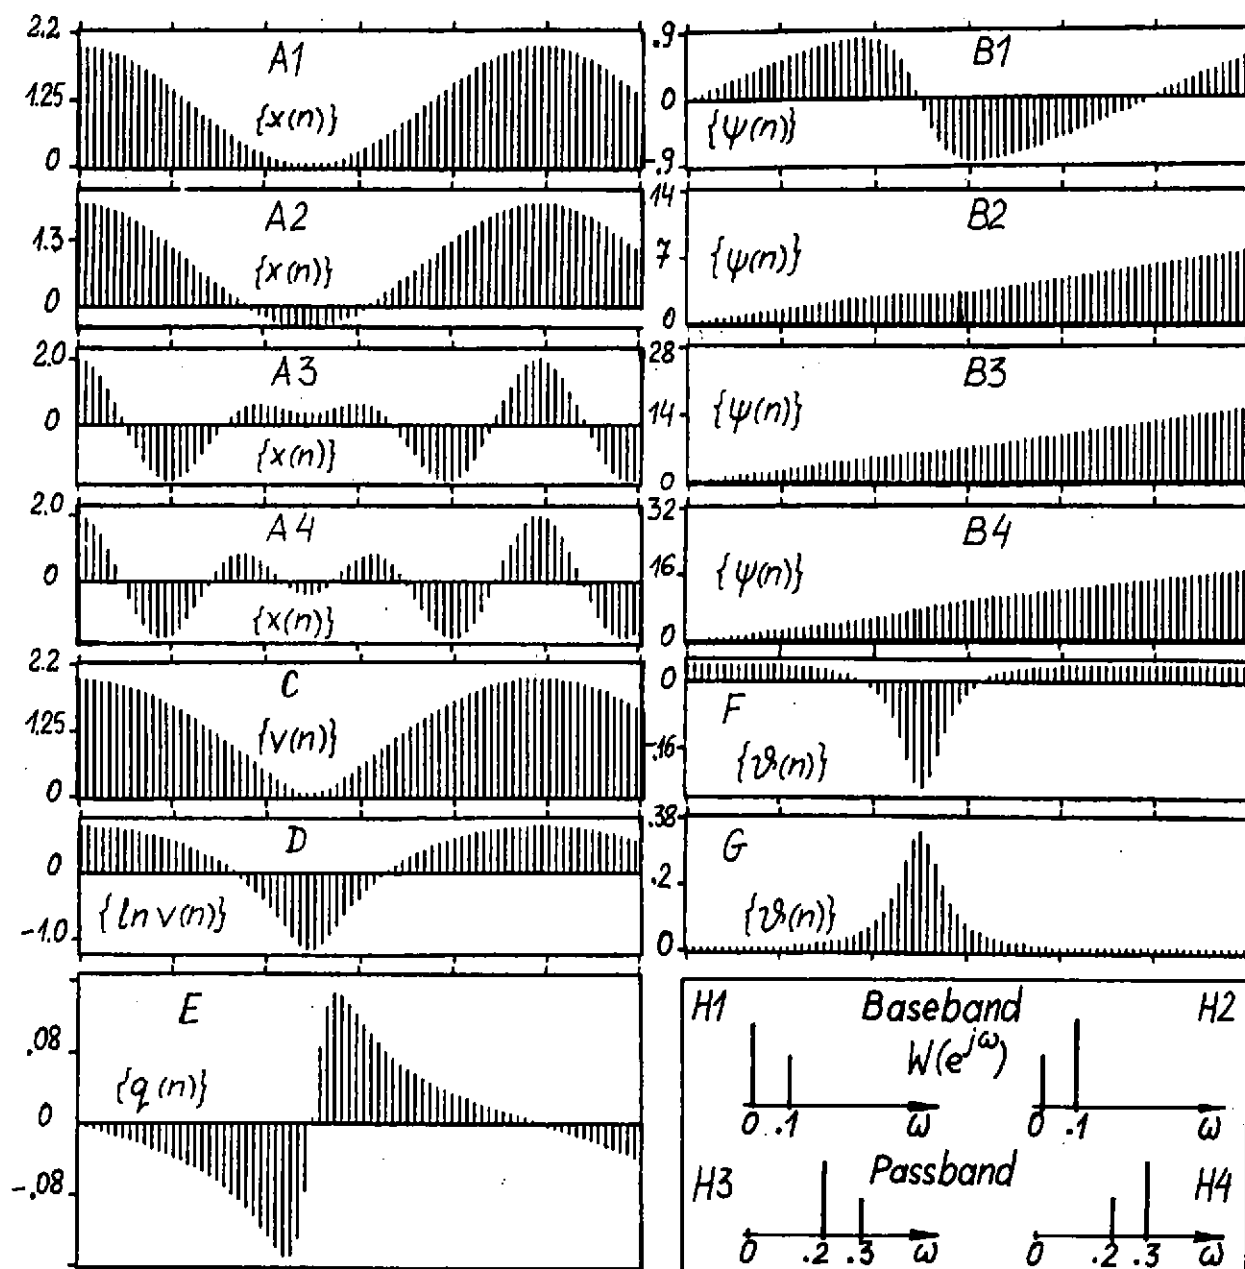 2.2
A1
1.25
{x(n)}
0
A2
1.3
{x(n)}
0
2.0
A3
0
{x(n)}
2.0
A4
0
{x(n)}
2.2
C
1.25
{v(n)}
0
D
0
{ln v(n)}
-1.0
E
.08
{q(n)}
0
-.08
.9
B1
0
{ψ(n)}
-.9
14
B2
7
{ψ(n)}
0
28
B3
14
{ψ(n)}
0
32
B4
16
{ψ(n)}
0
0
F
-.16
{ϑ(n)}
.38
G
.2
{ϑ(n)}
0
H1 Baseband H2
W(e^{jω})
0 .1 ω 0 .1 ω
H3 Passband H4
0 .2 .3 ω 0 .2 .3 ω